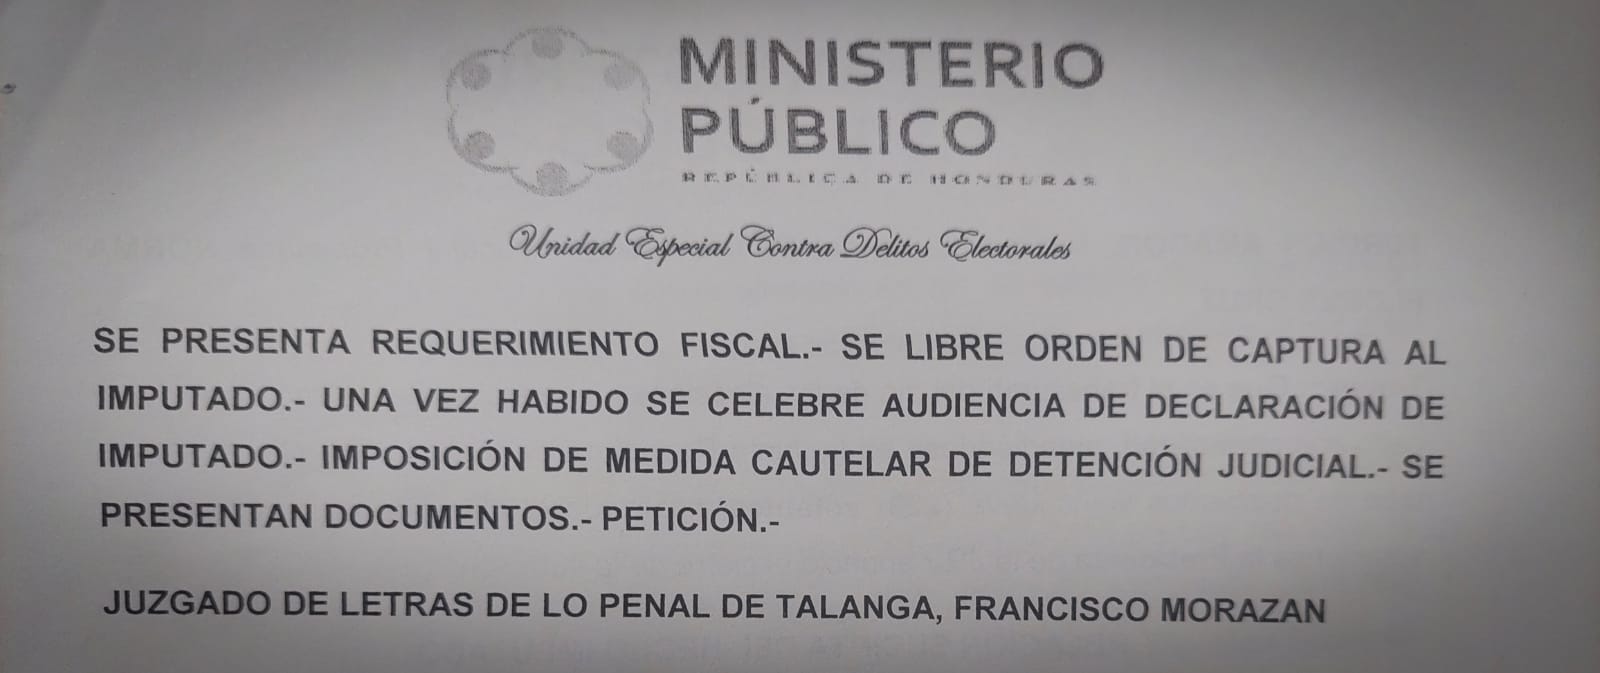 MINISTERIO
PÚBLICO
REPÚBLICA DE HONDURAS
Unidad Especial Contra Delitos Electorales
SE PRESENTA REQUERIMIENTO FISCAL.- SE LIBRE ORDEN DE CAPTURA AL
IMPUTADO.- UNA VEZ HABIDO SE CELEBRE AUDIENCIA DE DECLARACIÓN DE
IMPUTADO.- IMPOSICIÓN DE MEDIDA CAUTELAR DE DETENCIÓN JUDICIAL.- SE
PRESENTAN DOCUMENTOS.- PETICIÓN.-
JUZGADO DE LETRAS DE LO PENAL DE TALANGA, FRANCISCO MORAZAN